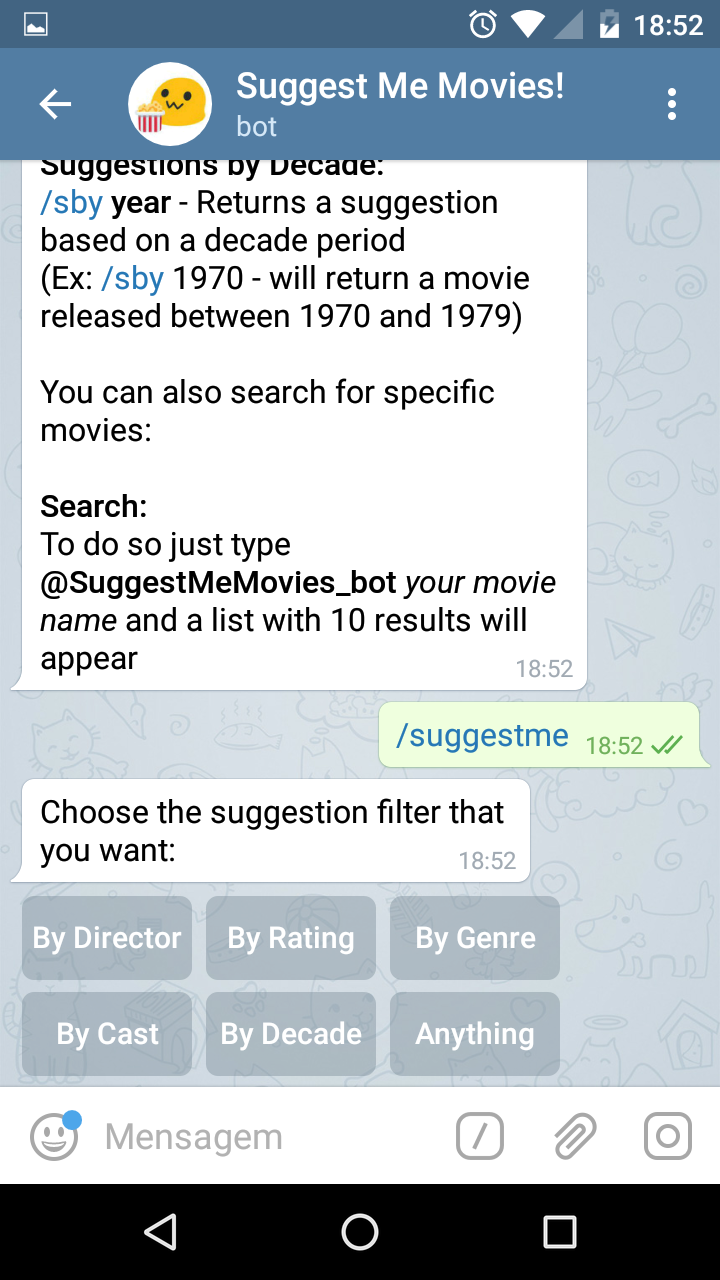 18:52
Suggest Me Movies!
bot
Suggestions by Decade:
/sby year - Returns a suggestion
based on a decade period
(Ex: /sby 1970 - will return a movie
released between 1970 and 1979)
You can also search for specific
movies:
Search:
To do so just type
@SuggestMeMovies_bot your movie
name and a list with 10 results will
appear
18:52
/suggestme 18:52
Choose the suggestion filter that
you want:
18:52
By Director By Rating By Genre
By Cast By Decade Anything
Mensagem